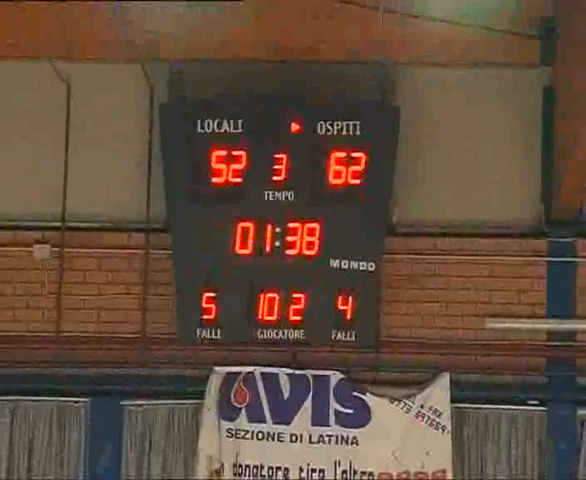 LOCALI OSPITI
52 3 62
TEMPO
01:38
MONDO
5 10 2 4
FALLI GIOCATORE FALLI
AVIS
SEZIONE DI LATINA
donatore tira l'altro